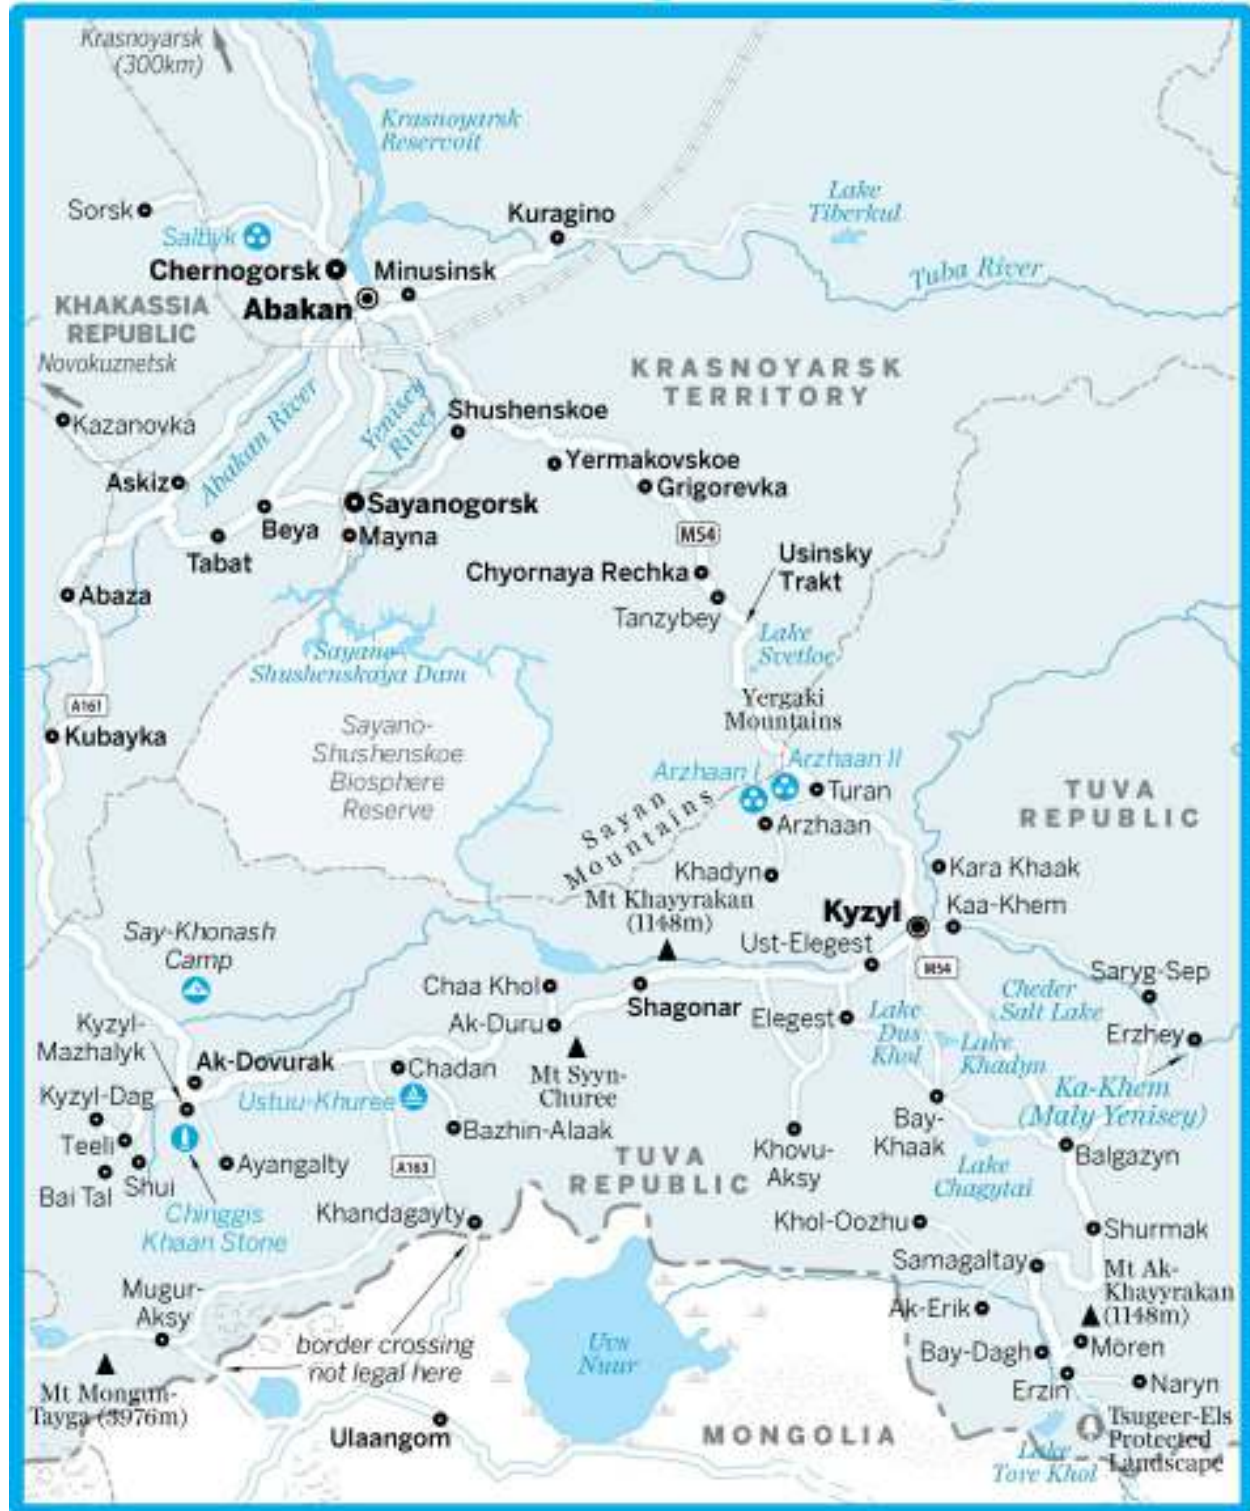 Krasnoyarsk
(300km)
Krasnoyarsk
Reservoit
Sorsk
Salbyk
Kuragino
Lake
Tiberkul
Chernogorsk
Minusinsk
Tuba River
Abakan
KHAKASSIA
REPUBLIC
Novokuznetsk
KRASNOYARSK
TERRITORY
Kazanovka
Abakan River
Yenisey
River
Shushenskoe
Yermakovskoe
Askiz
Grigorevka
Sayanogorsk
Beya
Mayna
M54
Tabat
Usinsky
Trakt
Chyornaya Rechka
Abaza
Tanzybey
Lake
Svetloe
Sayano-
Shushenskaya Dam
A161
Yergaki
Mountains
Kubayka
Sayano-
Shushenskoe
Biosphere
Reserve
Arzhaan I
Arzhaan II
Turan
TUVA
REPUBLIC
Sayan
Mountains
Arzhaan
Khadyn
Kara Khaak
Mt Khayyrakan
(1148m)
Kyzyl
Kaa-Khem
Say-Khonash
Camp
Ust-Elegest
M54
Saryg-Sep
Chaa Khol
Shagonar
Cheder
Salt Lake
Kyzyl-
Mazhalyk
Ak-Duru
Elegest
Lake
Dus
Khol
Lake
Khadyn
Erzhey
Ak-Dovurak
Chadan
Mt Syyn-
Churee
Ka-Khem
(Maly Yenisey)
Kyzyl-Dag
Ustuu-Khuree
Teeli
Bazhin-Alaak
Bay-
Khaak
Khovu-
Aksy
Balgazyn
Ayangalty
A163
TUVA
REPUBLIC
Lake
Chagytai
Bai Tal
Shui
Chinggis
Khaan Stone
Khandagayty
Khol-Oozhu
Shurmak
Samagaltay
Mt Ak-
Khayyrakan
(1148m)
Mugur-
Aksy
Ak-Erik
border crossing
not legal here
Uvs
Nuur
Bay-Dagh
Mören
Mt Mongun-
Tayga (3976m)
Erzin
Naryn
Ulaangom
MONGOLIA
Tsugeer-Els
Protected
Landscape
Lake
Tore Khol